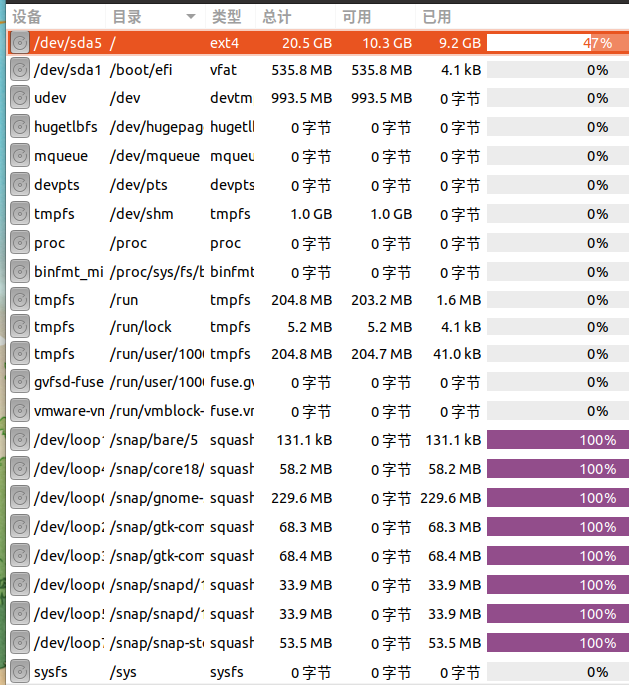 设备 目录 类型 总计 可用 已用
/dev/sda5 / ext4 20.5 GB 10.3 GB 9.2 GB 47%
/dev/sda1 /boot/efi vfat 535.8 MB 535.8 MB 4.1 kB 0%
udev /dev devtm 993.5 MB 993.5 MB 0 字节 0%
hugetlbfs /dev/hugepag hugetl 0 字节 0 字节 0 字节 0%
mqueue /dev/mqueue mqueu 0 字节 0 字节 0 字节 0%
devpts /dev/pts devpts 0 字节 0 字节 0 字节 0%
tmpfs /dev/shm tmpfs 1.0 GB 1.0 GB 0 字节 0%
proc /proc proc 0 字节 0 字节 0 字节 0%
binfmt_mi /proc/sys/fs/b binfmt 0 字节 0 字节 0 字节 0%
tmpfs /run tmpfs 204.8 MB 203.2 MB 1.6 MB 0%
tmpfs /run/lock tmpfs 5.2 MB 5.2 MB 4.1 kB 0%
tmpfs /run/user/1000 tmpfs 204.8 MB 204.7 MB 41.0 kB 0%
gvfsd-fuse /run/user/1000 fuse.gv 0 字节 0 字节 0 字节 0%
vmware-vm /run/vmblock- fuse.vm 0 字节 0 字节 0 字节 0%
/dev/loop1 /snap/bare/5 squash 131.1 kB 0 字节 131.1 kB 100%
/dev/loop4 /snap/core18/ squash 58.2 MB 0 字节 58.2 MB 100%
/dev/loop0 /snap/gnome- squash 229.6 MB 0 字节 229.6 MB 100%
/dev/loop2 /snap/gtk-com squash 68.3 MB 0 字节 68.3 MB 100%
/dev/loop3 /snap/gtk-com squash 68.4 MB 0 字节 68.4 MB 100%
/dev/loop6 /snap/snapd/1 squash 33.9 MB 0 字节 33.9 MB 100%
/dev/loop5 /snap/snapd/1 squash 33.9 MB 0 字节 33.9 MB 100%
/dev/loop7 /snap/snap-sto squash 53.5 MB 0 字节 53.5 MB 100%
sysfs /sys sysfs 0 字节 0 字节 0 字节 0%